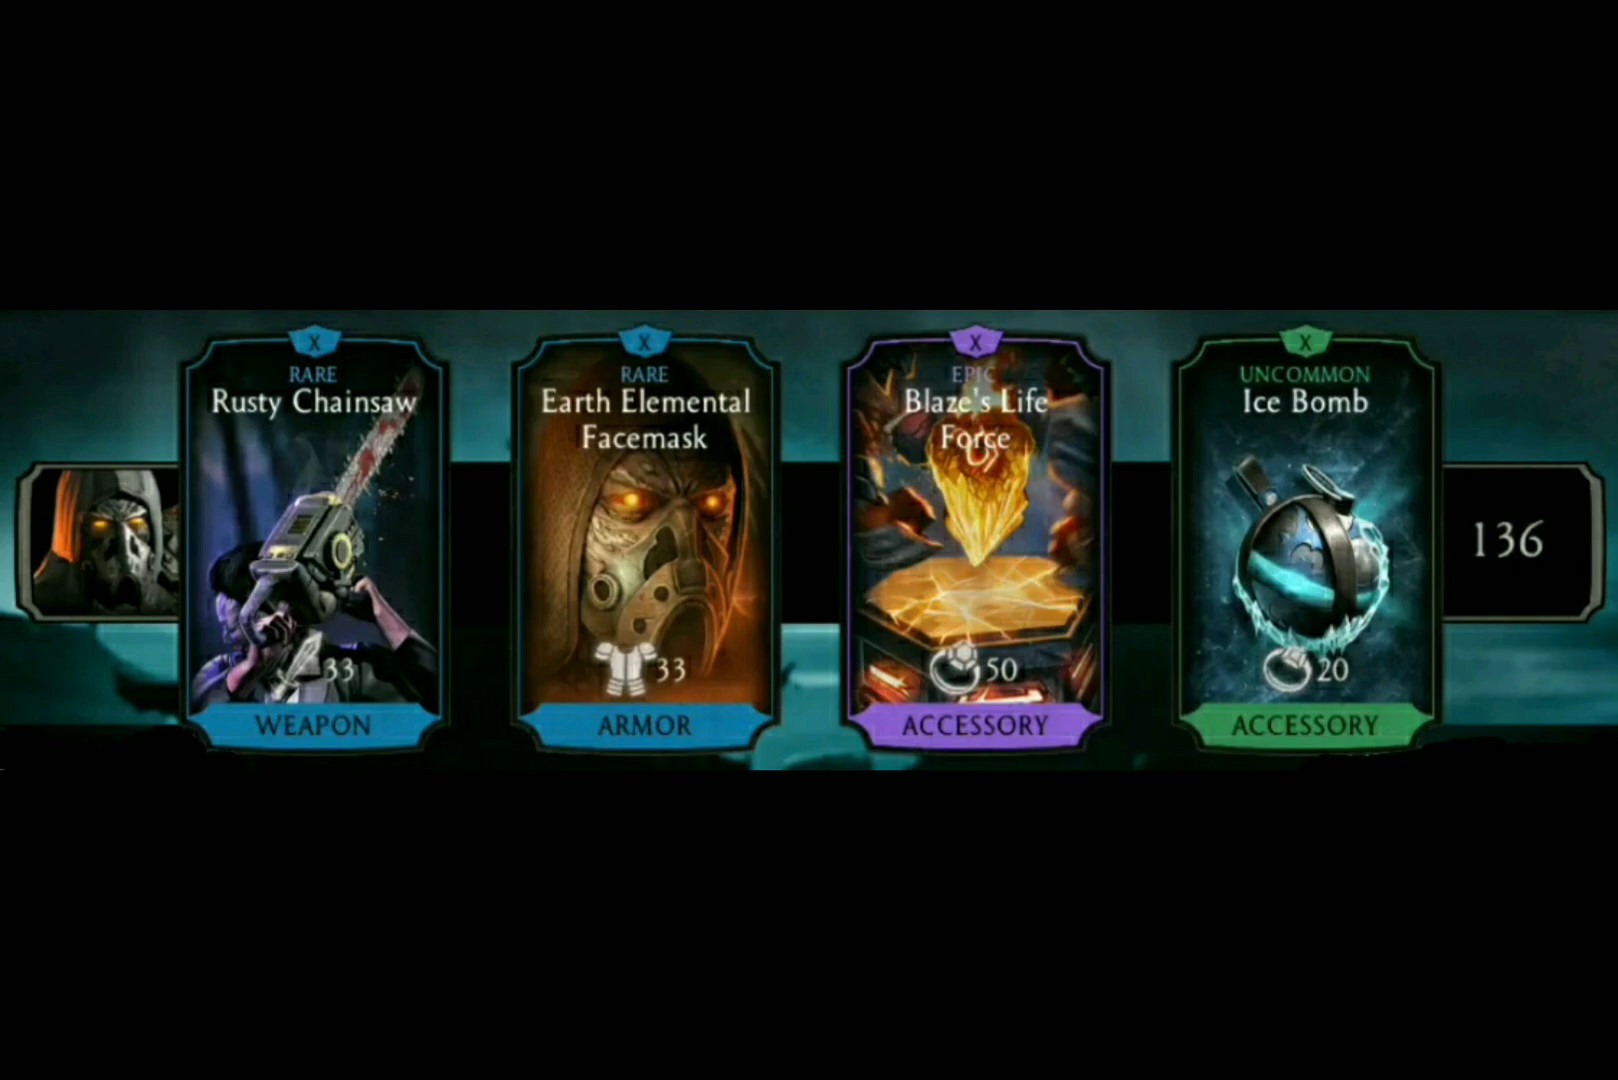 X
RARE
Rusty Chainsaw
33
WEAPON
X
RARE
Earth Elemental
Facemask
33
ARMOR
X
EPIC
Blaze's Life
Force
50
ACCESSORY
X
UNCOMMON
Ice Bomb
20
ACCESSORY
136